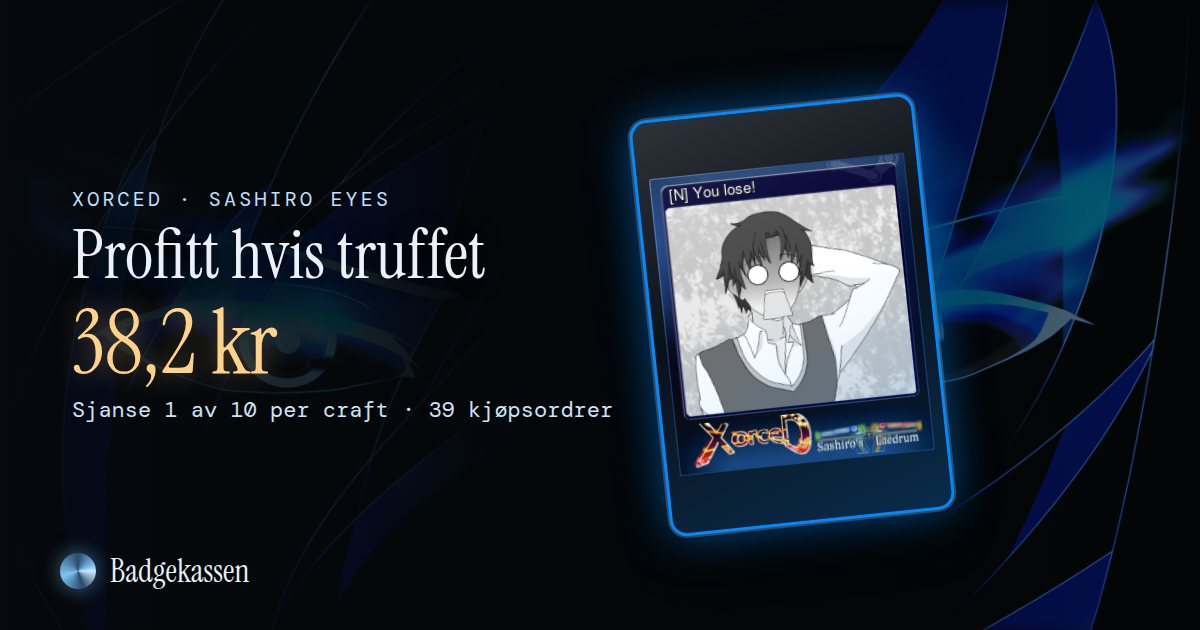 XORCED · SASHIRO EYES
Profitt hvis truffet
38,2 kr
Sjanse 1 av 10 per craft · 39 kjøpsordrer
Badgekassen
[N] You lose!
XorceD
Sashiro's Laedrum